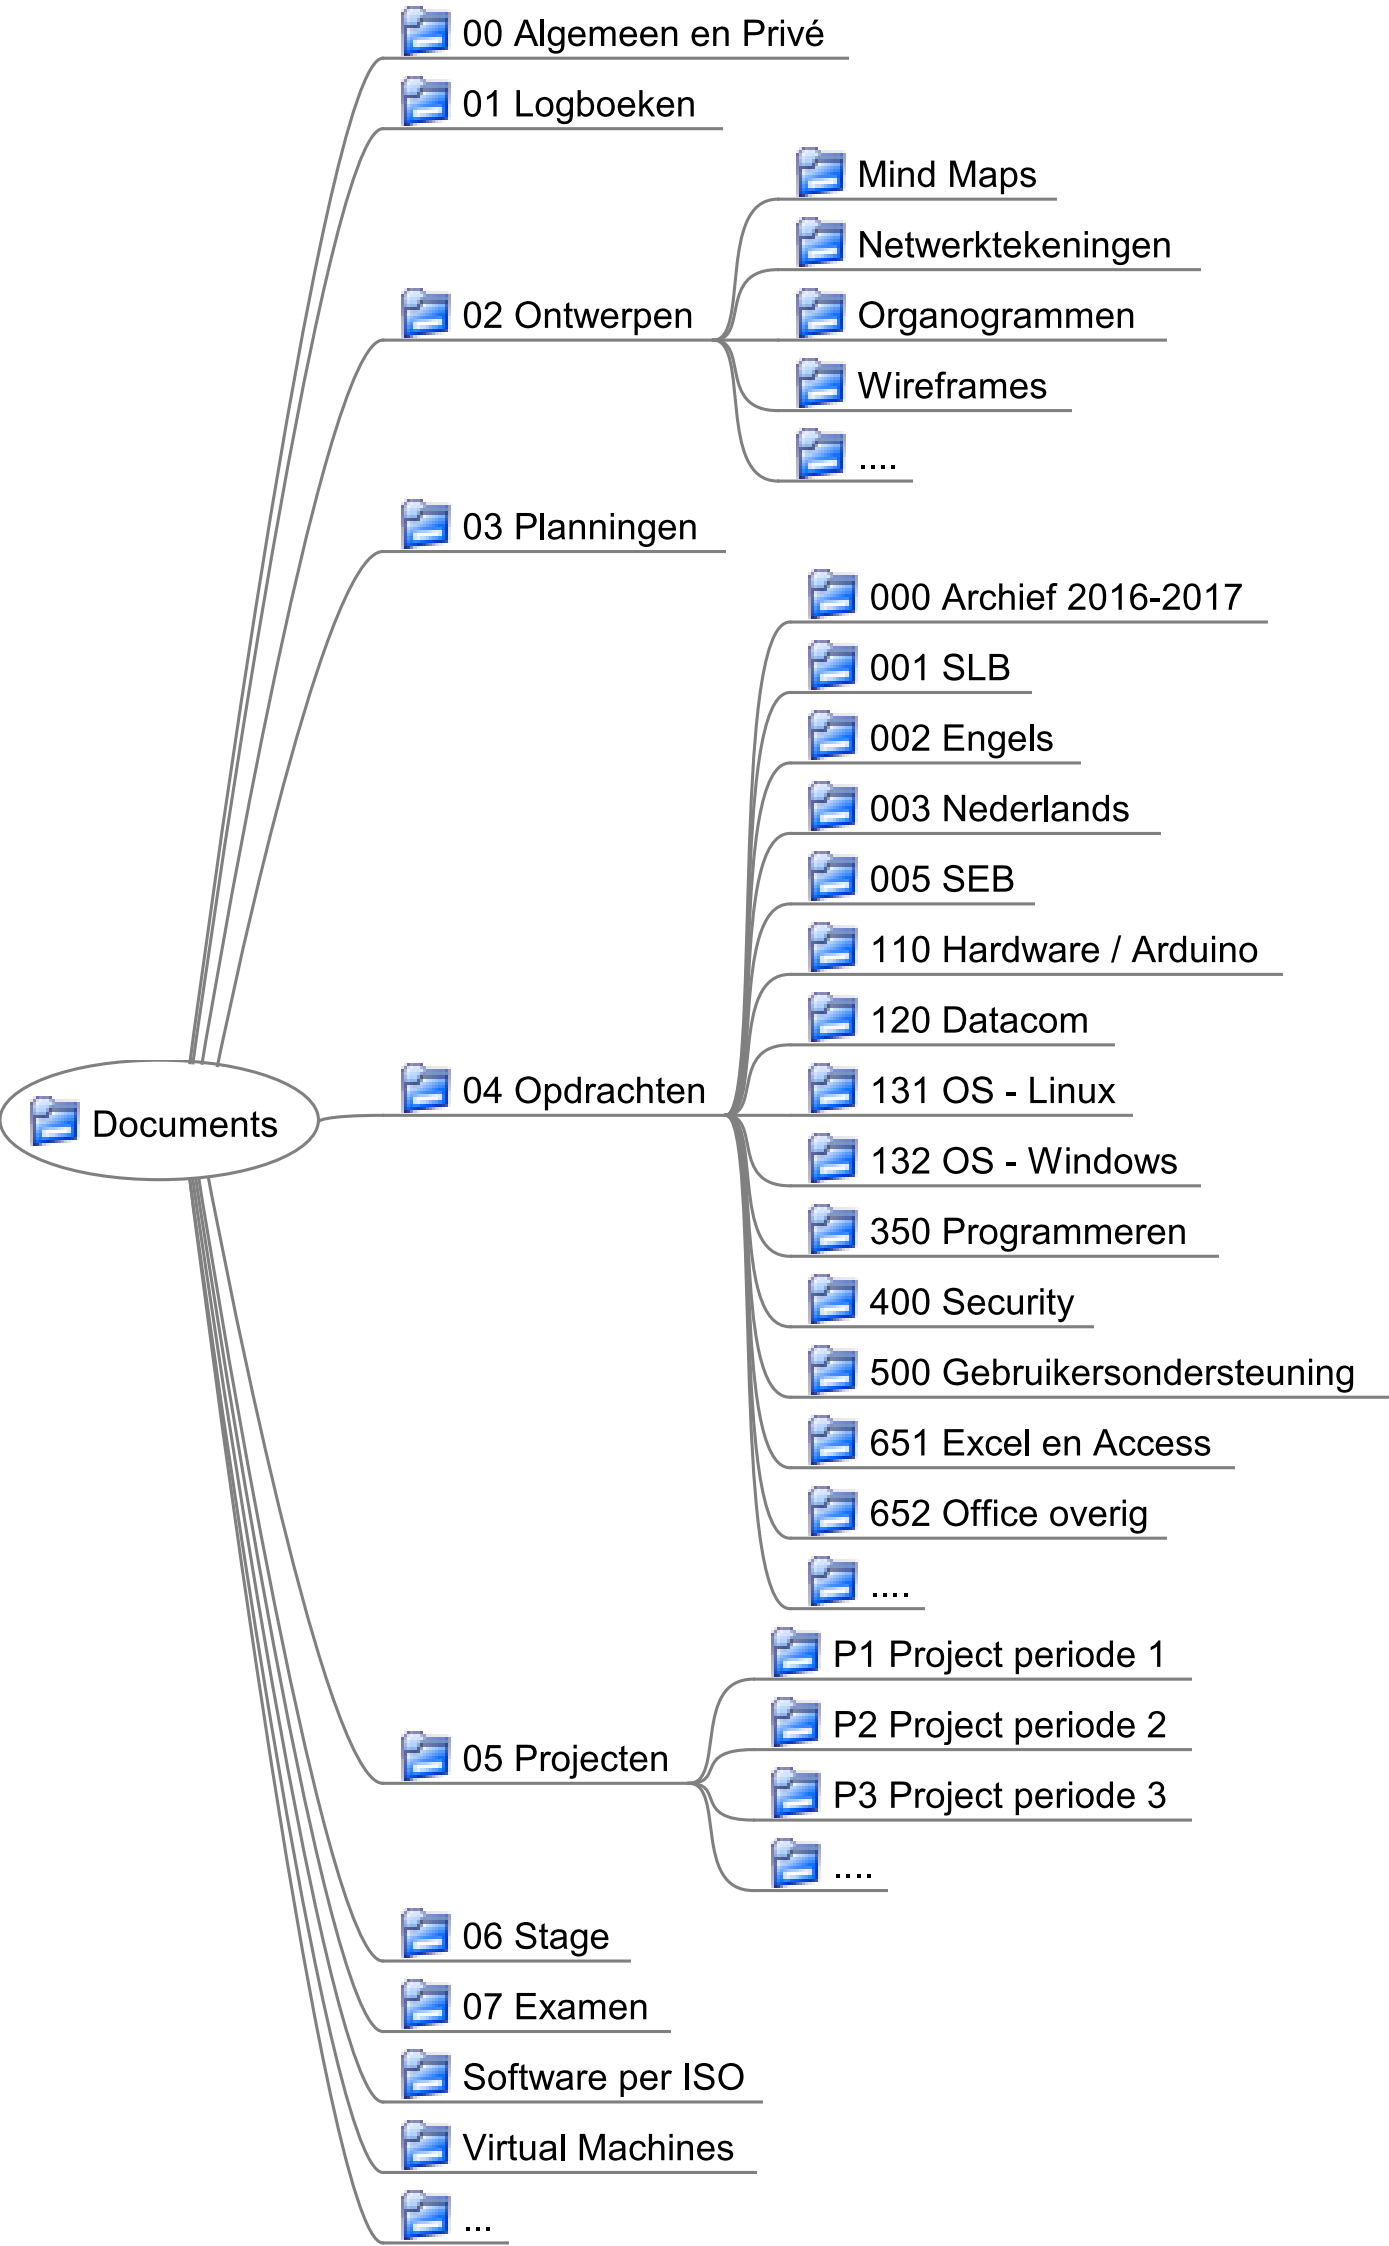 00 Algemeen en Privé
01 Logboeken
Mind Maps
Netwerktekeningen
02 Ontwerpen
Organogrammen
Wireframes
....
03 Planningen
000 Archief 2016-2017
001 SLB
002 Engels
003 Nederlands
005 SEB
110 Hardware / Arduino
120 Datacom
Documents
04 Opdrachten
131 OS - Linux
132 OS - Windows
350 Programmeren
400 Security
500 Gebruikersondersteuning
651 Excel en Access
652 Office overig
....
P1 Project periode 1
P2 Project periode 2
05 Projecten
P3 Project periode 3
....
06 Stage
07 Examen
Software per ISO
Virtual Machines
...